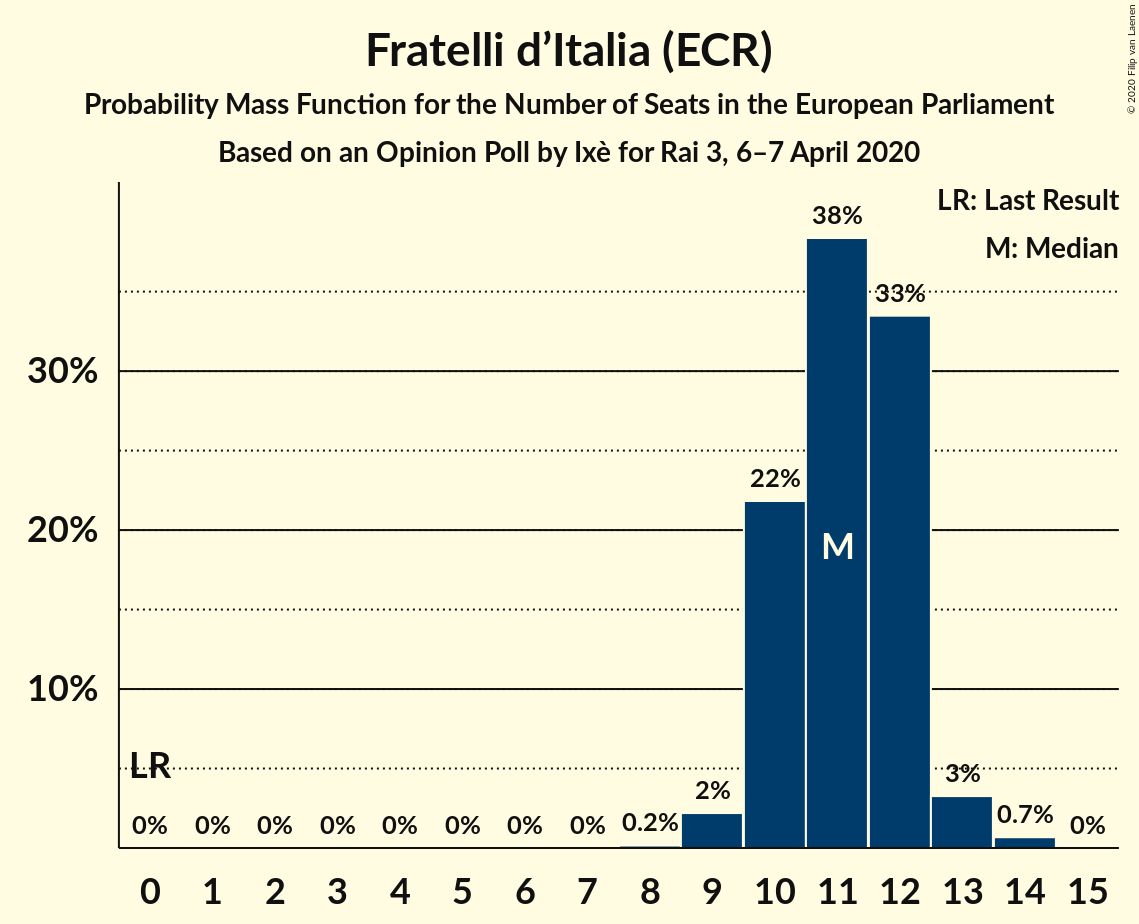 Fratelli d’Italia (ECR)
Probability Mass Function for the Number of Seats in the European Parliament
Based on an Opinion Poll by Ixè for Rai 3, 6–7 April 2020
© 2020 Filip van Laenen
LR: Last Result
M: Median
38%
33%
30%
22%
20%
M
10%
LR
3%
2%
0% 0% 0% 0% 0% 0% 0% 0% 0.2% 0.7% 0%
0 1 2 3 4 5 6 7 8 9 10 11 12 13 14 15